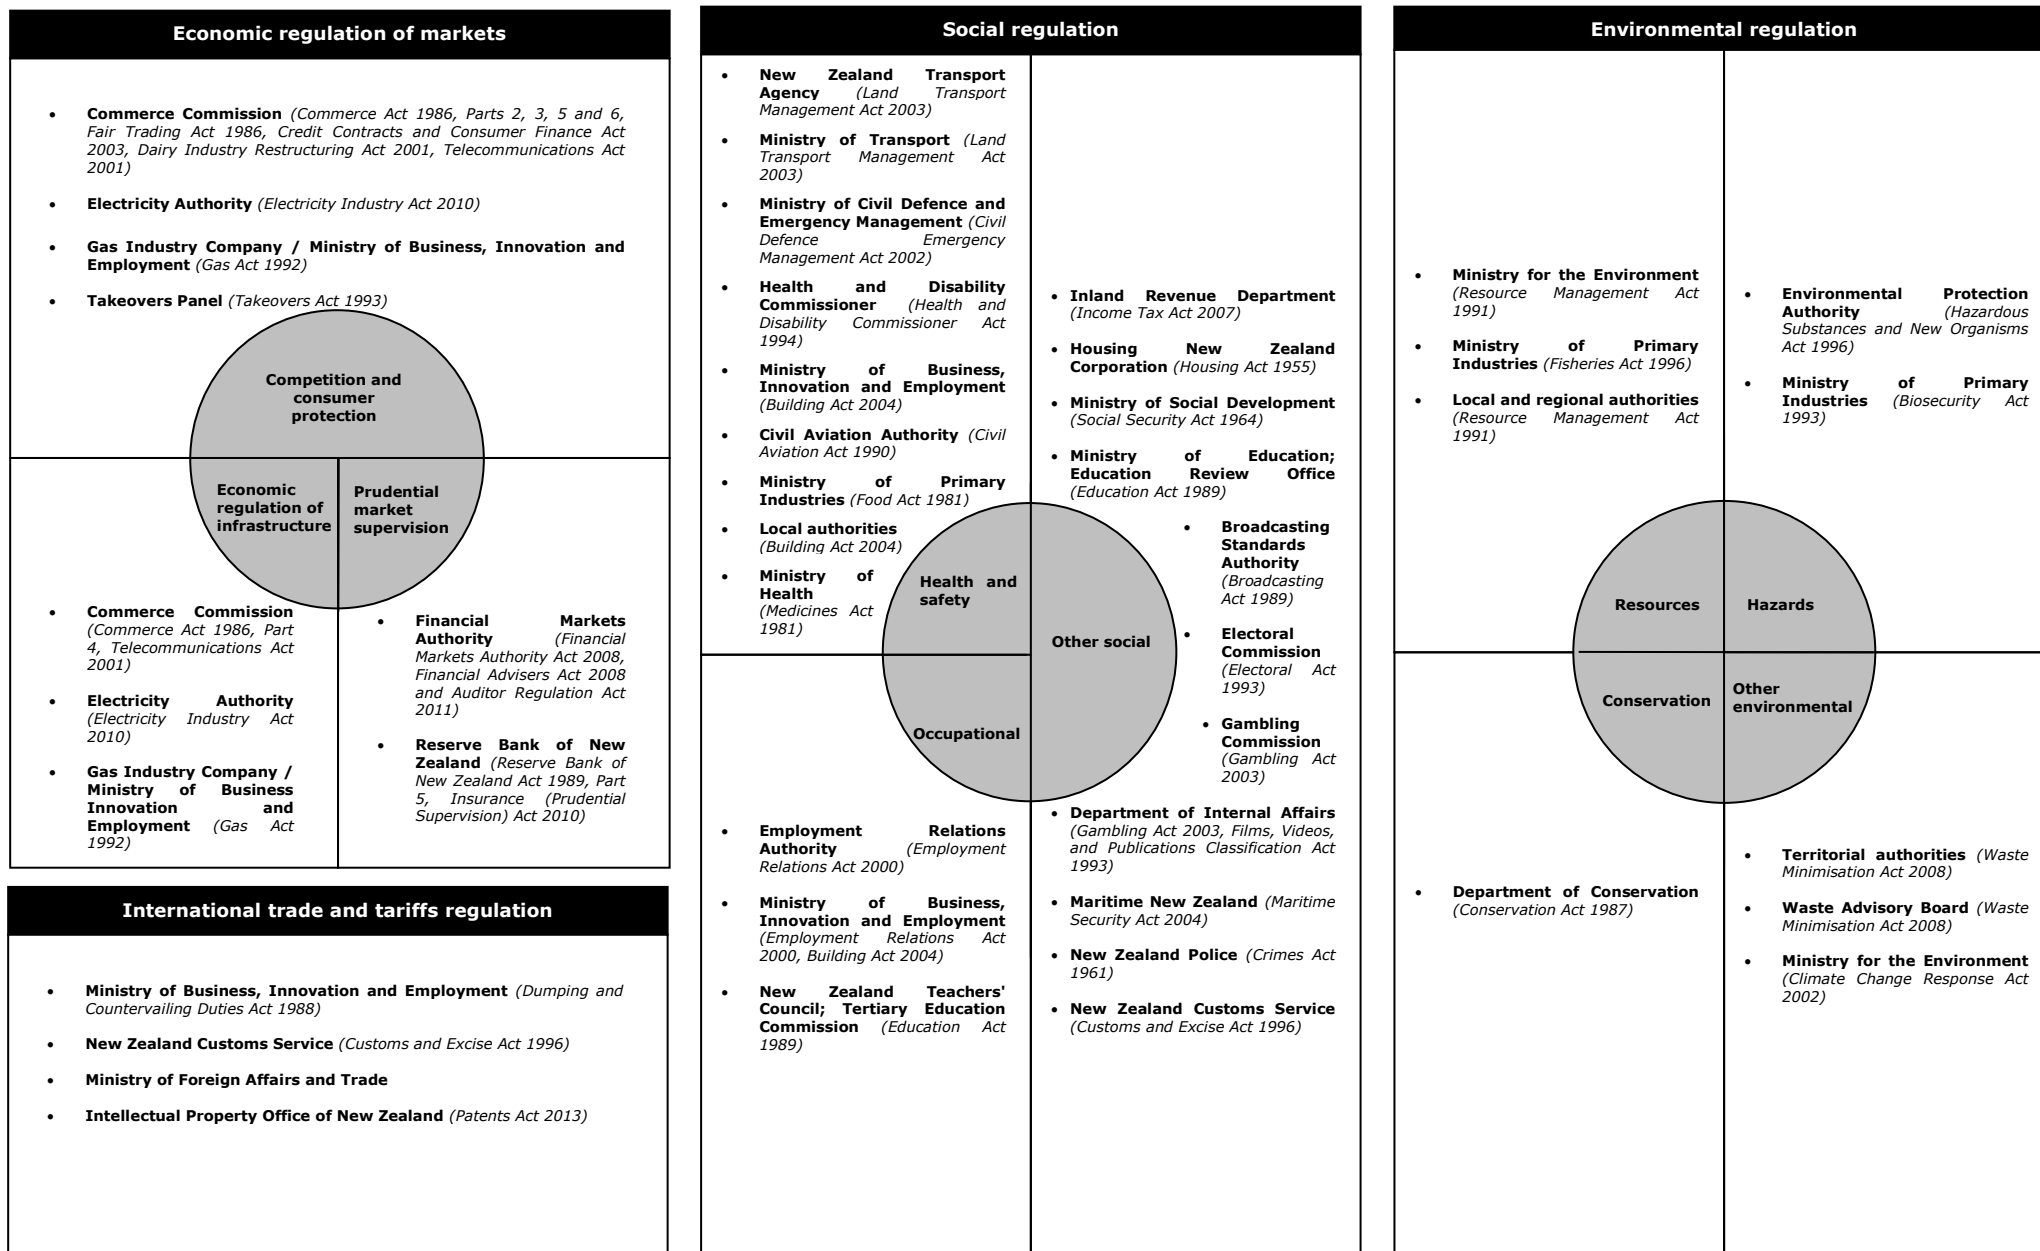 Economic regulation of markets
• Commerce Commission (Commerce Act 1986, Parts 2, 3, 5 and 6,
Fair Trading Act 1986, Credit Contracts and Consumer Finance Act
2003, Dairy Industry Restructuring Act 2001, Telecommunications Act
2001)
• Electricity Authority (Electricity Industry Act 2010)
• Gas Industry Company / Ministry of Business, Innovation and
Employment (Gas Act 1992)
• Takeovers Panel (Takeovers Act 1993)
Competition and
consumer
protection
Economic
regulation of
infrastructure
Prudential
market
supervision
• Commerce Commission
(Commerce Act 1986, Part
4, Telecommunications Act
2001)
• Electricity Authority
(Electricity Industry Act
2010)
• Gas Industry Company /
Ministry of Business
Innovation and
Employment (Gas Act
1992)
• Financial Markets
Authority (Financial
Markets Authority Act 2008,
Financial Advisers Act 2008
and Auditor Regulation Act
2011)
• Reserve Bank of New
Zealand (Reserve Bank of
New Zealand Act 1989, Part
5, Insurance (Prudential
Supervision) Act 2010)
International trade and tariffs regulation
• Ministry of Business, Innovation and Employment (Dumping and
Countervailing Duties Act 1988)
• New Zealand Customs Service (Customs and Excise Act 1996)
• Ministry of Foreign Affairs and Trade
• Intellectual Property Office of New Zealand (Patents Act 2013)
Social regulation
• New Zealand Transport
Agency (Land Transport
Management Act 2003)
• Ministry of Transport (Land
Transport Management Act
2003)
• Ministry of Civil Defence and
Emergency Management (Civil
Defence Emergency
Management Act 2002)
• Health and Disability
Commissioner (Health and
Disability Commissioner Act
1994)
• Ministry of Business,
Innovation and Employment
(Building Act 2004)
• Civil Aviation Authority (Civil
Aviation Act 1990)
• Ministry of Primary
Industries (Food Act 1981)
• Local authorities
(Building Act 2004)
• Ministry of
Health
(Medicines Act
1981)
Health and
safety
Other social
Occupational
• Inland Revenue Department
(Income Tax Act 2007)
• Housing New Zealand
Corporation (Housing Act 1955)
• Ministry of Social Development
(Social Security Act 1964)
• Ministry of Education;
Education Review Office
(Education Act 1989)
• Broadcasting
Standards
Authority
(Broadcasting
Act 1989)
• Electoral
Commission
(Electoral Act
1993)
• Gambling
Commission
(Gambling Act
2003)
• Department of Internal Affairs
(Gambling Act 2003, Films, Videos,
and Publications Classification Act
1993)
• Maritime New Zealand (Maritime
Security Act 2004)
• New Zealand Police (Crimes Act
1961)
• New Zealand Customs Service
(Customs and Excise Act 1996)
• Employment Relations
Authority (Employment
Relations Act 2000)
• Ministry of Business,
Innovation and Employment
(Employment Relations Act
2000, Building Act 2004)
• New Zealand Teachers'
Council; Tertiary Education
Commission (Education Act
1989)
Environmental regulation
• Ministry for the Environment
(Resource Management Act
1991)
• Ministry of Primary
Industries (Fisheries Act 1996)
• Local and regional authorities
(Resource Management Act
1991)
• Environmental Protection
Authority (Hazardous
Substances and New Organisms
Act 1996)
• Ministry of Primary
Industries (Biosecurity Act
1993)
Resources
Hazards
Conservation
Other
environmental
• Department of Conservation
(Conservation Act 1987)
• Territorial authorities (Waste
Minimisation Act 2008)
• Waste Advisory Board (Waste
Minimisation Act 2008)
• Ministry for the Environment
(Climate Change Response Act
2002)